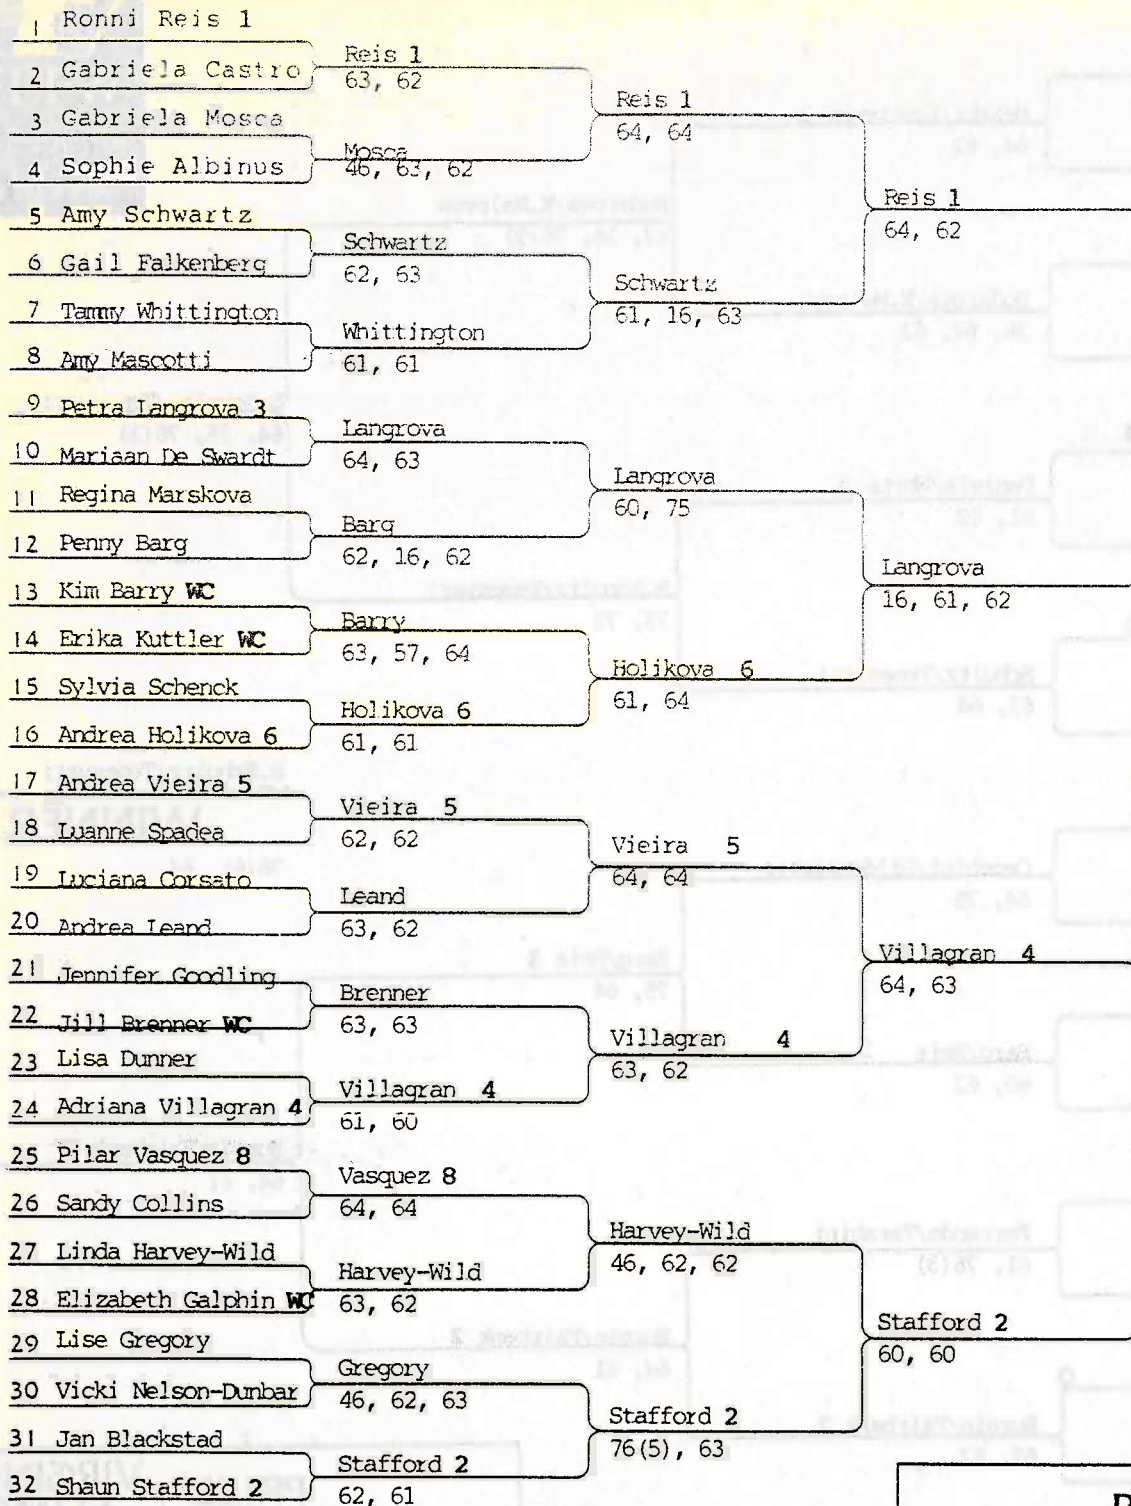 1 Ronni Reis 1
2 Gabriela Castro
3 Gabriela Mosca
4 Sophie Albinus
5 Amy Schwartz
6 Gail Falkenberg
7 Tammy Whittington
8 Amy Mascotti
9 Petra Langrova 3
10 Mariaan De Swardt
11 Regina Marskova
12 Penny Barg
13 Kim Barry WC
14 Erika Kuttler WC
15 Sylvia Schenck
16 Andrea Holikova 6
17 Andrea Vieira 5
18 Luanne Spadea
19 Luciana Corsato
20 Andrea Leand
21 Jennifer Goodling
22 Jill Brenner WC
23 Lisa Dunner
24 Adriana Villagran 4
25 Pilar Vasquez 8
26 Sandy Collins
27 Linda Harvey-Wild
28 Elizabeth Galphin WC
29 Lise Gregory
30 Vicki Nelson-Dunbar
31 Jan Blackstad
32 Shaun Stafford 2
Reis 1
63, 62
Mosca
46, 63, 62
Schwartz
62, 63
Whittington
61, 61
Langrova
64, 63
Barg
62, 16, 62
Barry
63, 57, 64
Holikova 6
61, 61
Vieira 5
62, 62
Leand
63, 62
Brenner
63, 63
Villagran 4
61, 60
Vasquez 8
64, 64
Harvey-Wild
63, 62
Gregory
46, 62, 63
Stafford 2
62, 61
Reis 1
64, 64
Schwartz
61, 16, 63
Langrova
60, 75
Holikova 6
61, 64
Vieira 5
64, 64
Villagran 4
63, 62
Harvey-Wild
46, 62, 62
Stafford 2
76(5), 63
Reis 1
64, 62
Langrova
16, 61, 62
Villagran 4
64, 63
Stafford 2
60, 60